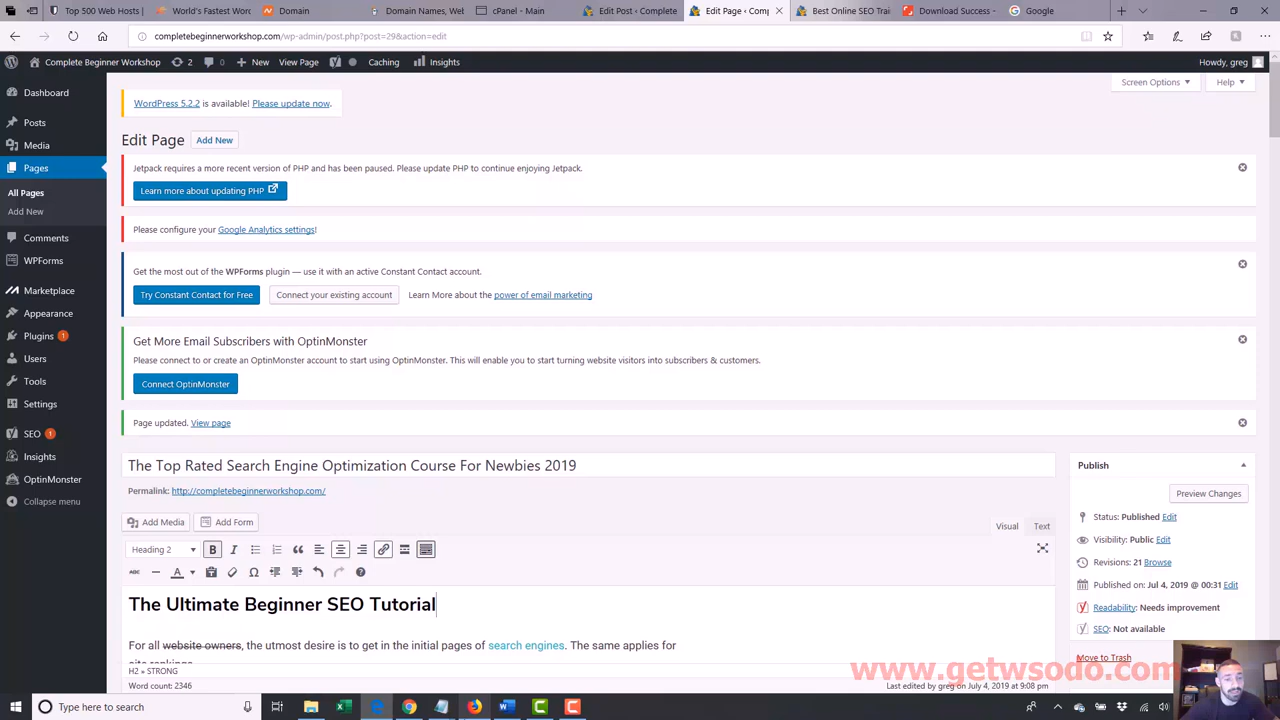 Top 500 Web Host
World's Fastest Wor
Domain Names, Wel
cPanel - Main
Edit Post ‹ Complete
Edit Page ‹ Comp
Best Online SEO Trai
Download Success -
Google
completebeginnerworkshop.com/wp-admin/post.php?post=29&action=edit
Complete Beginner Workshop
2
0
New
View Page
Caching
Insights
Howdy, greg
Screen Options
Help
Dashboard
Posts
Media
Pages
All Pages
Add New
Comments
WPForms
Marketplace
Appearance
Plugins 1
Users
Tools
Settings
SEO 1
Insights
OptinMonster
Collapse menu
WordPress 5.2.2 is available! Please update now.
Edit Page
Add New
Jetpack requires a more recent version of PHP and has been paused. Please update PHP to continue enjoying Jetpack.
Learn more about updating PHP
Please configure your Google Analytics settings!
Get the most out of the WPForms plugin — use it with an active Constant Contact account.
Try Constant Contact for Free
Connect your existing account
Learn More about the power of email marketing
Get More Email Subscribers with OptinMonster
Please connect to or create an OptinMonster account to start using OptinMonster. This will enable you to start turning website visitors into subscribers & customers.
Connect OptinMonster
Page updated. View page
The Top Rated Search Engine Optimization Course For Newbies 2019
Permalink: http://completebeginnerworkshop.com/
Add Media
Add Form
Visual
Text
Heading 2
The Ultimate Beginner SEO Tutorial
For all website owners, the utmost desire is to get in the initial pages of search engines. The same applies for
site rankings.
H2 » STRONG
Word count: 2346
Last edited by greg on July 4, 2019 at 9:08 pm
Publish
Preview Changes
Status: Published Edit
Visibility: Public Edit
Revisions: 21 Browse
Published on: Jul 4, 2019 @ 00:31 Edit
Readability: Needs improvement
SEO: Not available
Move to Trash
www.getwsodo.com
Type here to search